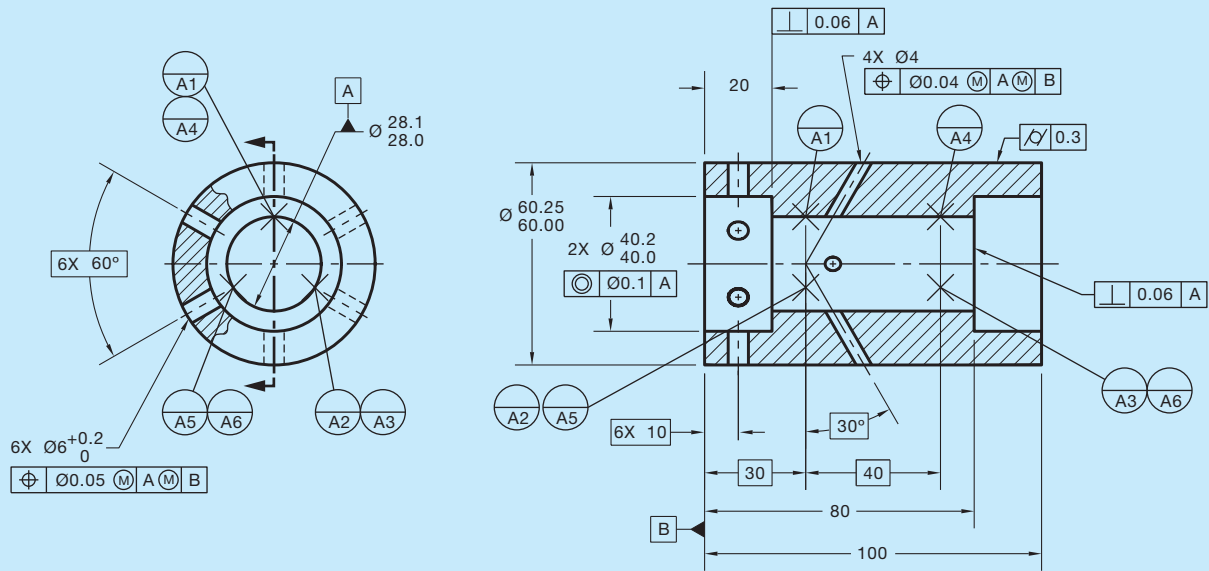 A1
A4
A
Ø 28.1
28.0
6X 60°
A5 A6
A2 A3
6X Ø6 +0.2
0
⌖ Ø0.05 Ⓜ A Ⓜ B
⟂ 0.06 A
20
4X Ø4
⌖ Ø0.04 Ⓜ A Ⓜ B
A1
A4
⌭ 0.3
Ø 60.25
60.00
2X Ø 40.2
40.0
◎ Ø0.1 A
⟂ 0.06 A
A2 A5
A3 A6
6X 10
30°
30
40
80
B
100